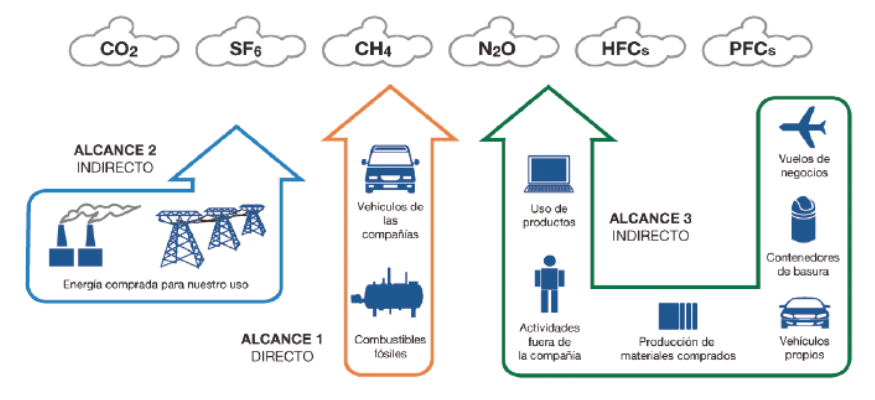 CO2
SF6
CH4
N2O
HFCs
PFCs
ALCANCE 2
INDIRECTO
Energía comprada para nuestro uso
ALCANCE 1
DIRECTO
Vehículos de
las
compañías
Combustibles
fósiles
Uso de
productos
Actividades
fuera de
la compañía
ALCANCE 3
INDIRECTO
Producción de
materiales comprados
Vuelos de
negocios
Contenedores
de basura
Vehículos
propios